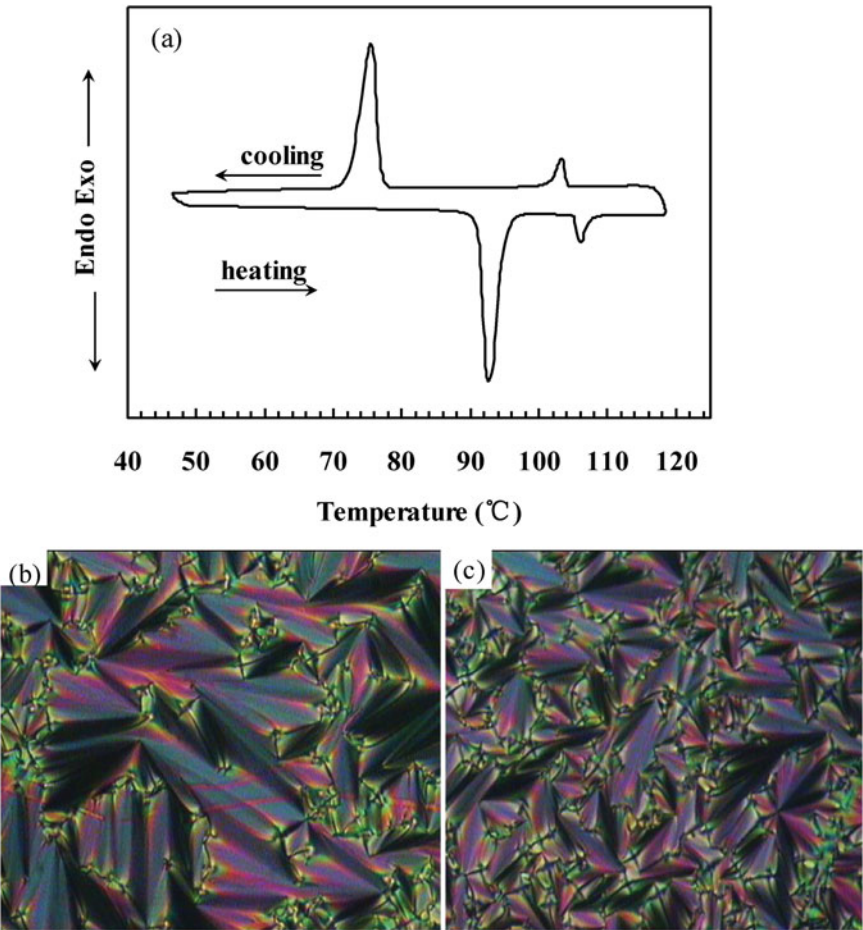 (a)
cooling
Endo Exo
heating
40 50 60 70 80 90 100 110 120
Temperature (℃)
(b)
(c)